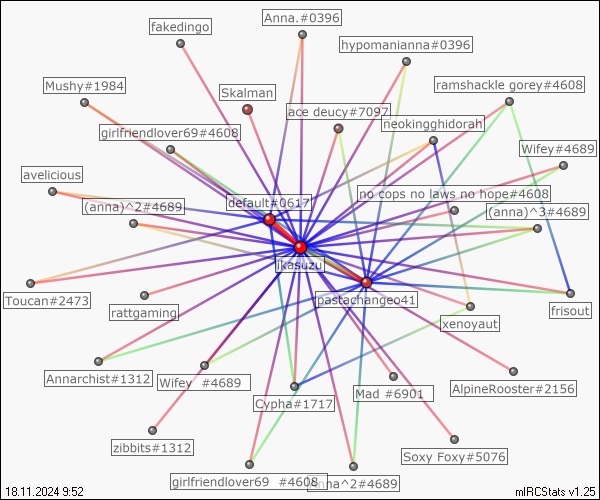 Anna.#0396
fakedingo
hypomanianna#0396
Mushy#1984
ramshackle gorey#4608
Skalman
ace deucy#7097
neokingghidorah
girlfriendlover69#4608
Wifey#4689
avelicious
no cops no laws no hope#4608
default#0617
(anna)^2#4689
(anna)^3#4689
ikasuzu
Toucan#2473
pastachangeo41
rattgaming
frisout
xenoyaut
Annarchist#1312
Wifey  #4689
Mad #6901
AlpineRooster#2156
Cypha#1717
zibbits#1312
Soxy Foxy#5076
girlfriendlover69  #4608
nna^2#4689
18.11.2024 9:52
mIRCStats v1.25